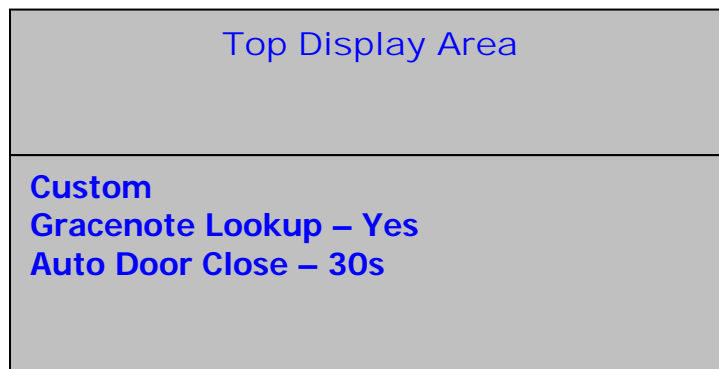 Top Display Area
Custom
Gracenote Lookup – Yes
Auto Door Close – 30s